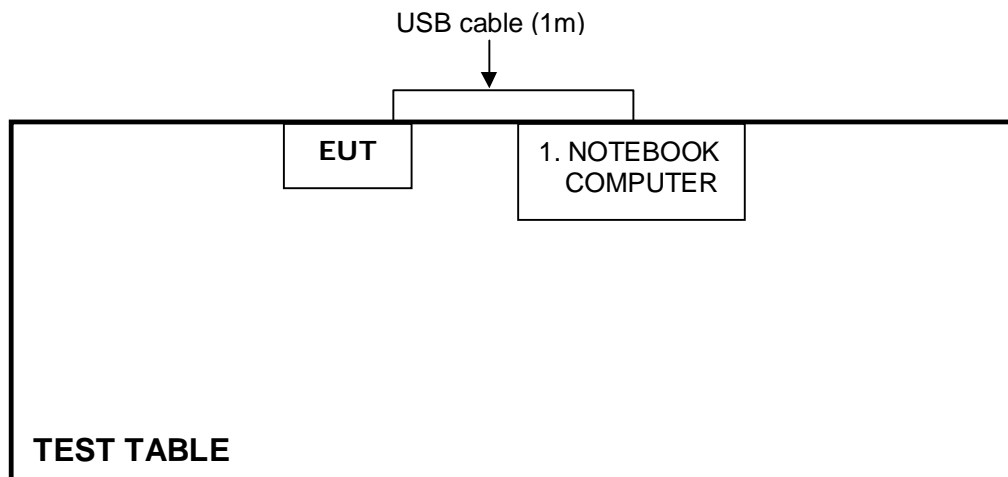 USB cable (1m)
EUT
1. NOTEBOOK
COMPUTER
TEST TABLE